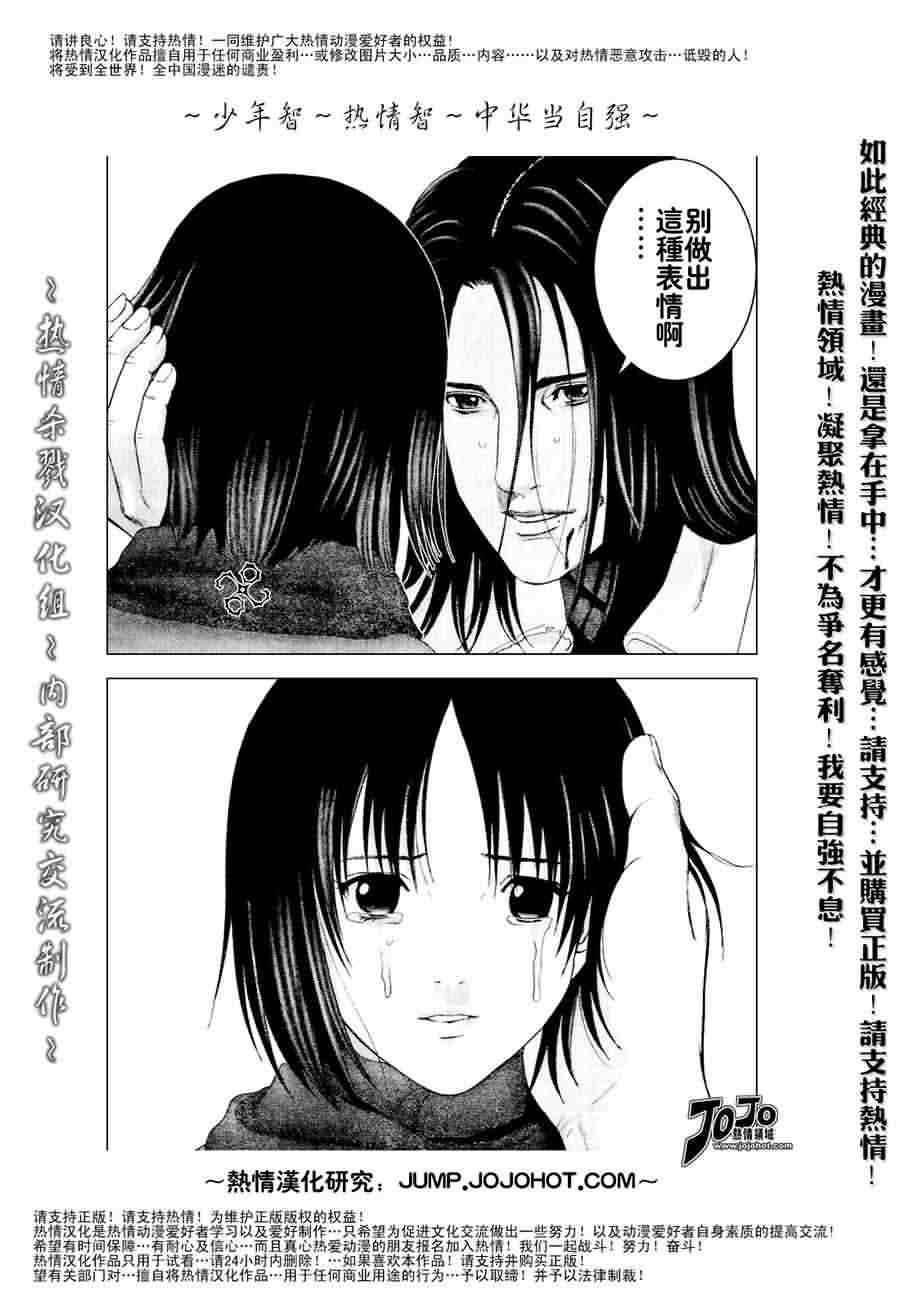 请讲良心！请支持热情！一同维护广大热情动漫爱好者的权益！
将热情汉化作品擅自用于任何商业盈利…或修改图片大小…品质…内容……以及对热情恶意攻击…诋毁的人！
将受到全世界！全中国漫迷的谴责！
～少年智～热情智～中华当自强～
如此經典的漫畫！還是拿在手中…才更有感覺…請支持…並購買正版！請支持熱情！
熱情領域！凝聚熱情！不為爭名奪利！我要自強不息！
别做出
這種表情啊
……
～热情杀戮汉化组～内部研究交流制作～
JOJO
熱情領域
www.jojohot.com
～熱情漢化研究：JUMP.JOJOHOT.COM～
请支持正版！请支持热情！为维护正版版权的权益！
热情汉化是热情动漫爱好者学习以及爱好制作…只希望为促进文化交流做出一些努力！以及动漫爱好者自身素质的提高交流！
希望有时间保障…有耐心及信心…而且真心热爱动漫的朋友报名加入热情！我们一起战斗！努力！奋斗！
热情汉化作品只用于试看…请24小时内删除！…如果喜欢本作品！请支持并购买正版！
望有关部门对…擅自将热情汉化作品…用于任何商业用途的行为…予以取缔！并予以法律制裁！